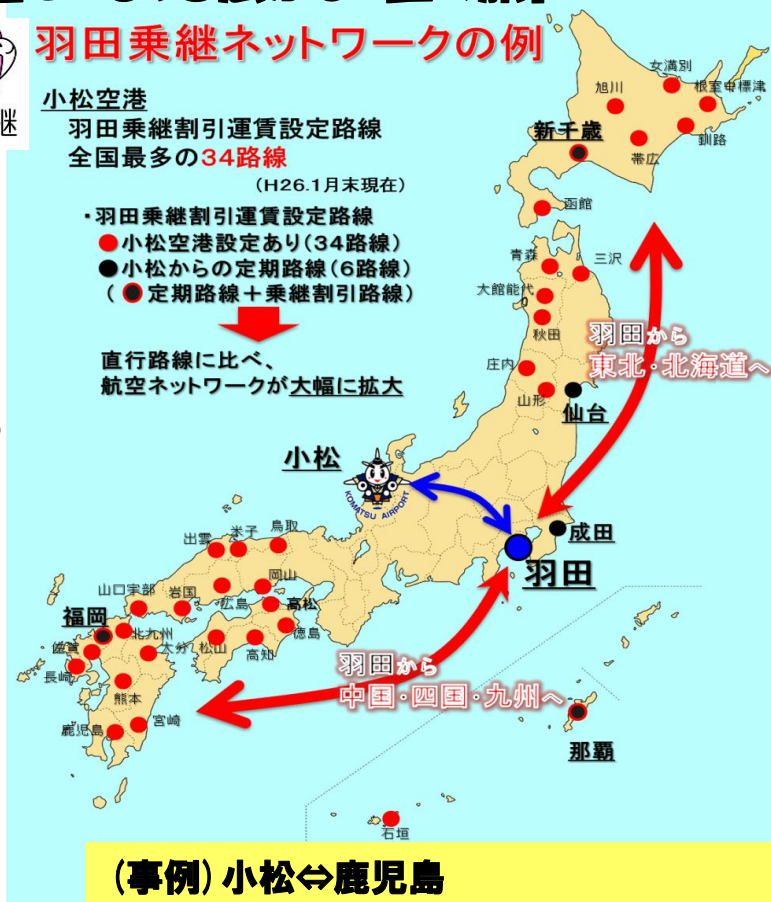 羽田乗継ネットワークの例
継
小松空港
羽田乗継割引運賃設定路線
全国最多の34路線
(H26.1月末現在)
・羽田乗継割引運賃設定路線
●小松空港設定あり(34路線)
●小松からの定期路線(6路線)
(●定期路線+乗継割引路線)
直行路線に比べ、
航空ネットワークが大幅に拡大
女満別
旭川
根室中標津
新千歳
釧路
帯広
函館
青森
三沢
大館能代
秋田
羽田から
東北・北海道へ
庄内
山形
仙台
小松
KOMATSU AIRPORT
成田
羽田
出雲
米子
鳥取
岡山
山口宇部
岩国
広島
高松
福岡
北九州
徳島
佐賀
大分
松山
高知
長崎
熊本
羽田から
中国・四国・九州へ
鹿児島
宮崎
那覇
石垣
(事例)小松⇔鹿児島